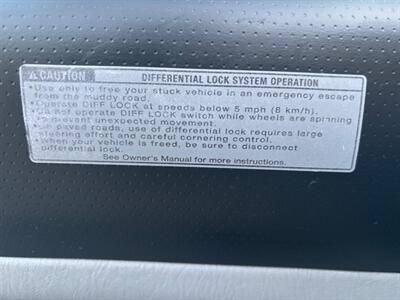 ⚠CAUTION DIFFERENTIAL LOCK SYSTEM OPERATION
•Use only to free your stuck vehicle in an emergency escape
from the muddy road.
•Operate DIFF LOCK at speeds below 5 mph (8 km/h).
•Do not operate DIFF LOCK switch while wheels are spinning
to prevent unexpected movement.
•On paved roads, use of differential lock requires large
steering effort and careful cornering control.
•When your vehicle is freed, be sure to disconnect
differential lock.
See Owner's Manual for more instructions.